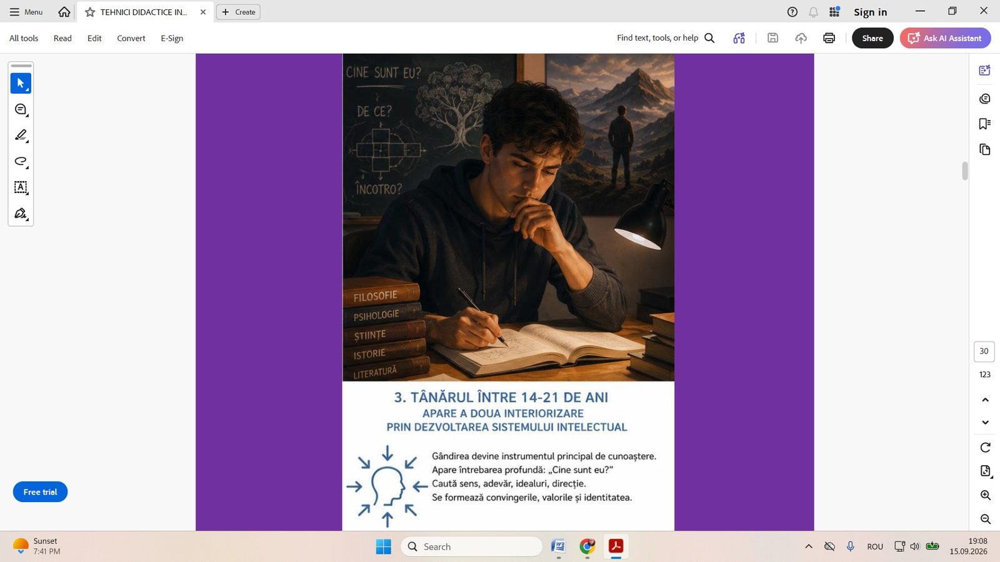 Menu
TEHNICI DIDACTICE IN...
Create
Sign in
All tools
Read
Edit
Convert
E-Sign
Find text, tools, or help
Share
Ask AI Assistant
CINE SUNT EU?
DE CE?
ÎNCOTRO?
FILOSOFIE
PSIHOLOGIE
ȘTIINȚE
ISTORIE
LITERATURĂ
3. TÂNĂRUL ÎNTRE 14-21 DE ANI
APARE A DOUA INTERIORIZARE
PRIN DEZVOLTAREA SISTEMULUI INTELECTUAL
Gândirea devine instrumentul principal de cunoaștere.
Apare întrebarea profundă: „Cine sunt eu?”
Caută sens, adevăr, idealuri, direcție.
Se formează convingerile, valorile și identitatea.
30
123
Free trial
Sunset
7:41 PM
Search
ROU
19:08
15.09.2026